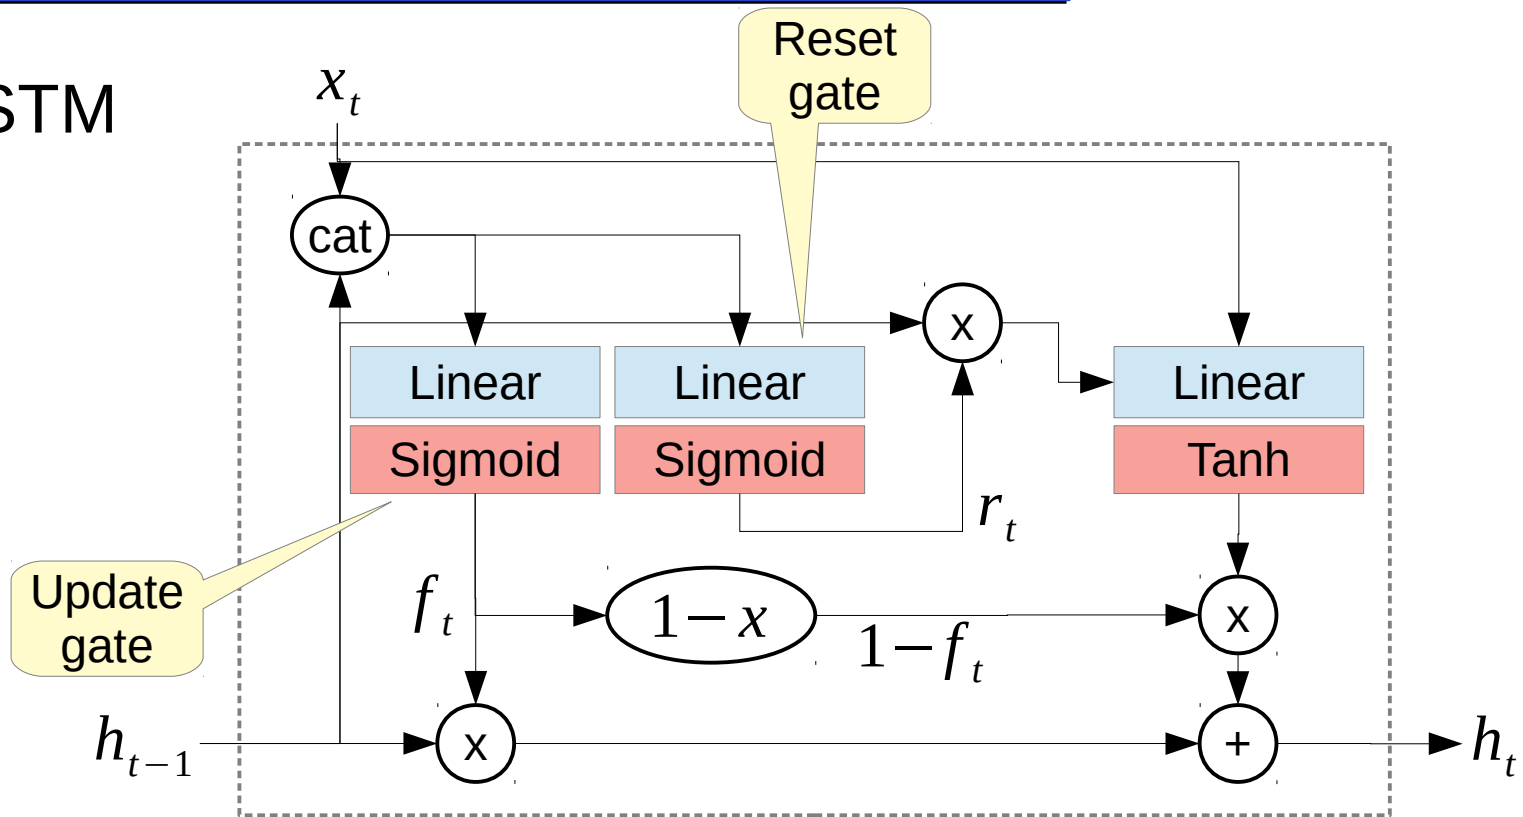 Reset
gate
x_t
STM
cat
x
Linear
Linear
Linear
Sigmoid
Sigmoid
Tanh
r_t
Update
gate
f_t
1−x
1−f_t
x
h_{t−1}
x
+
h_t